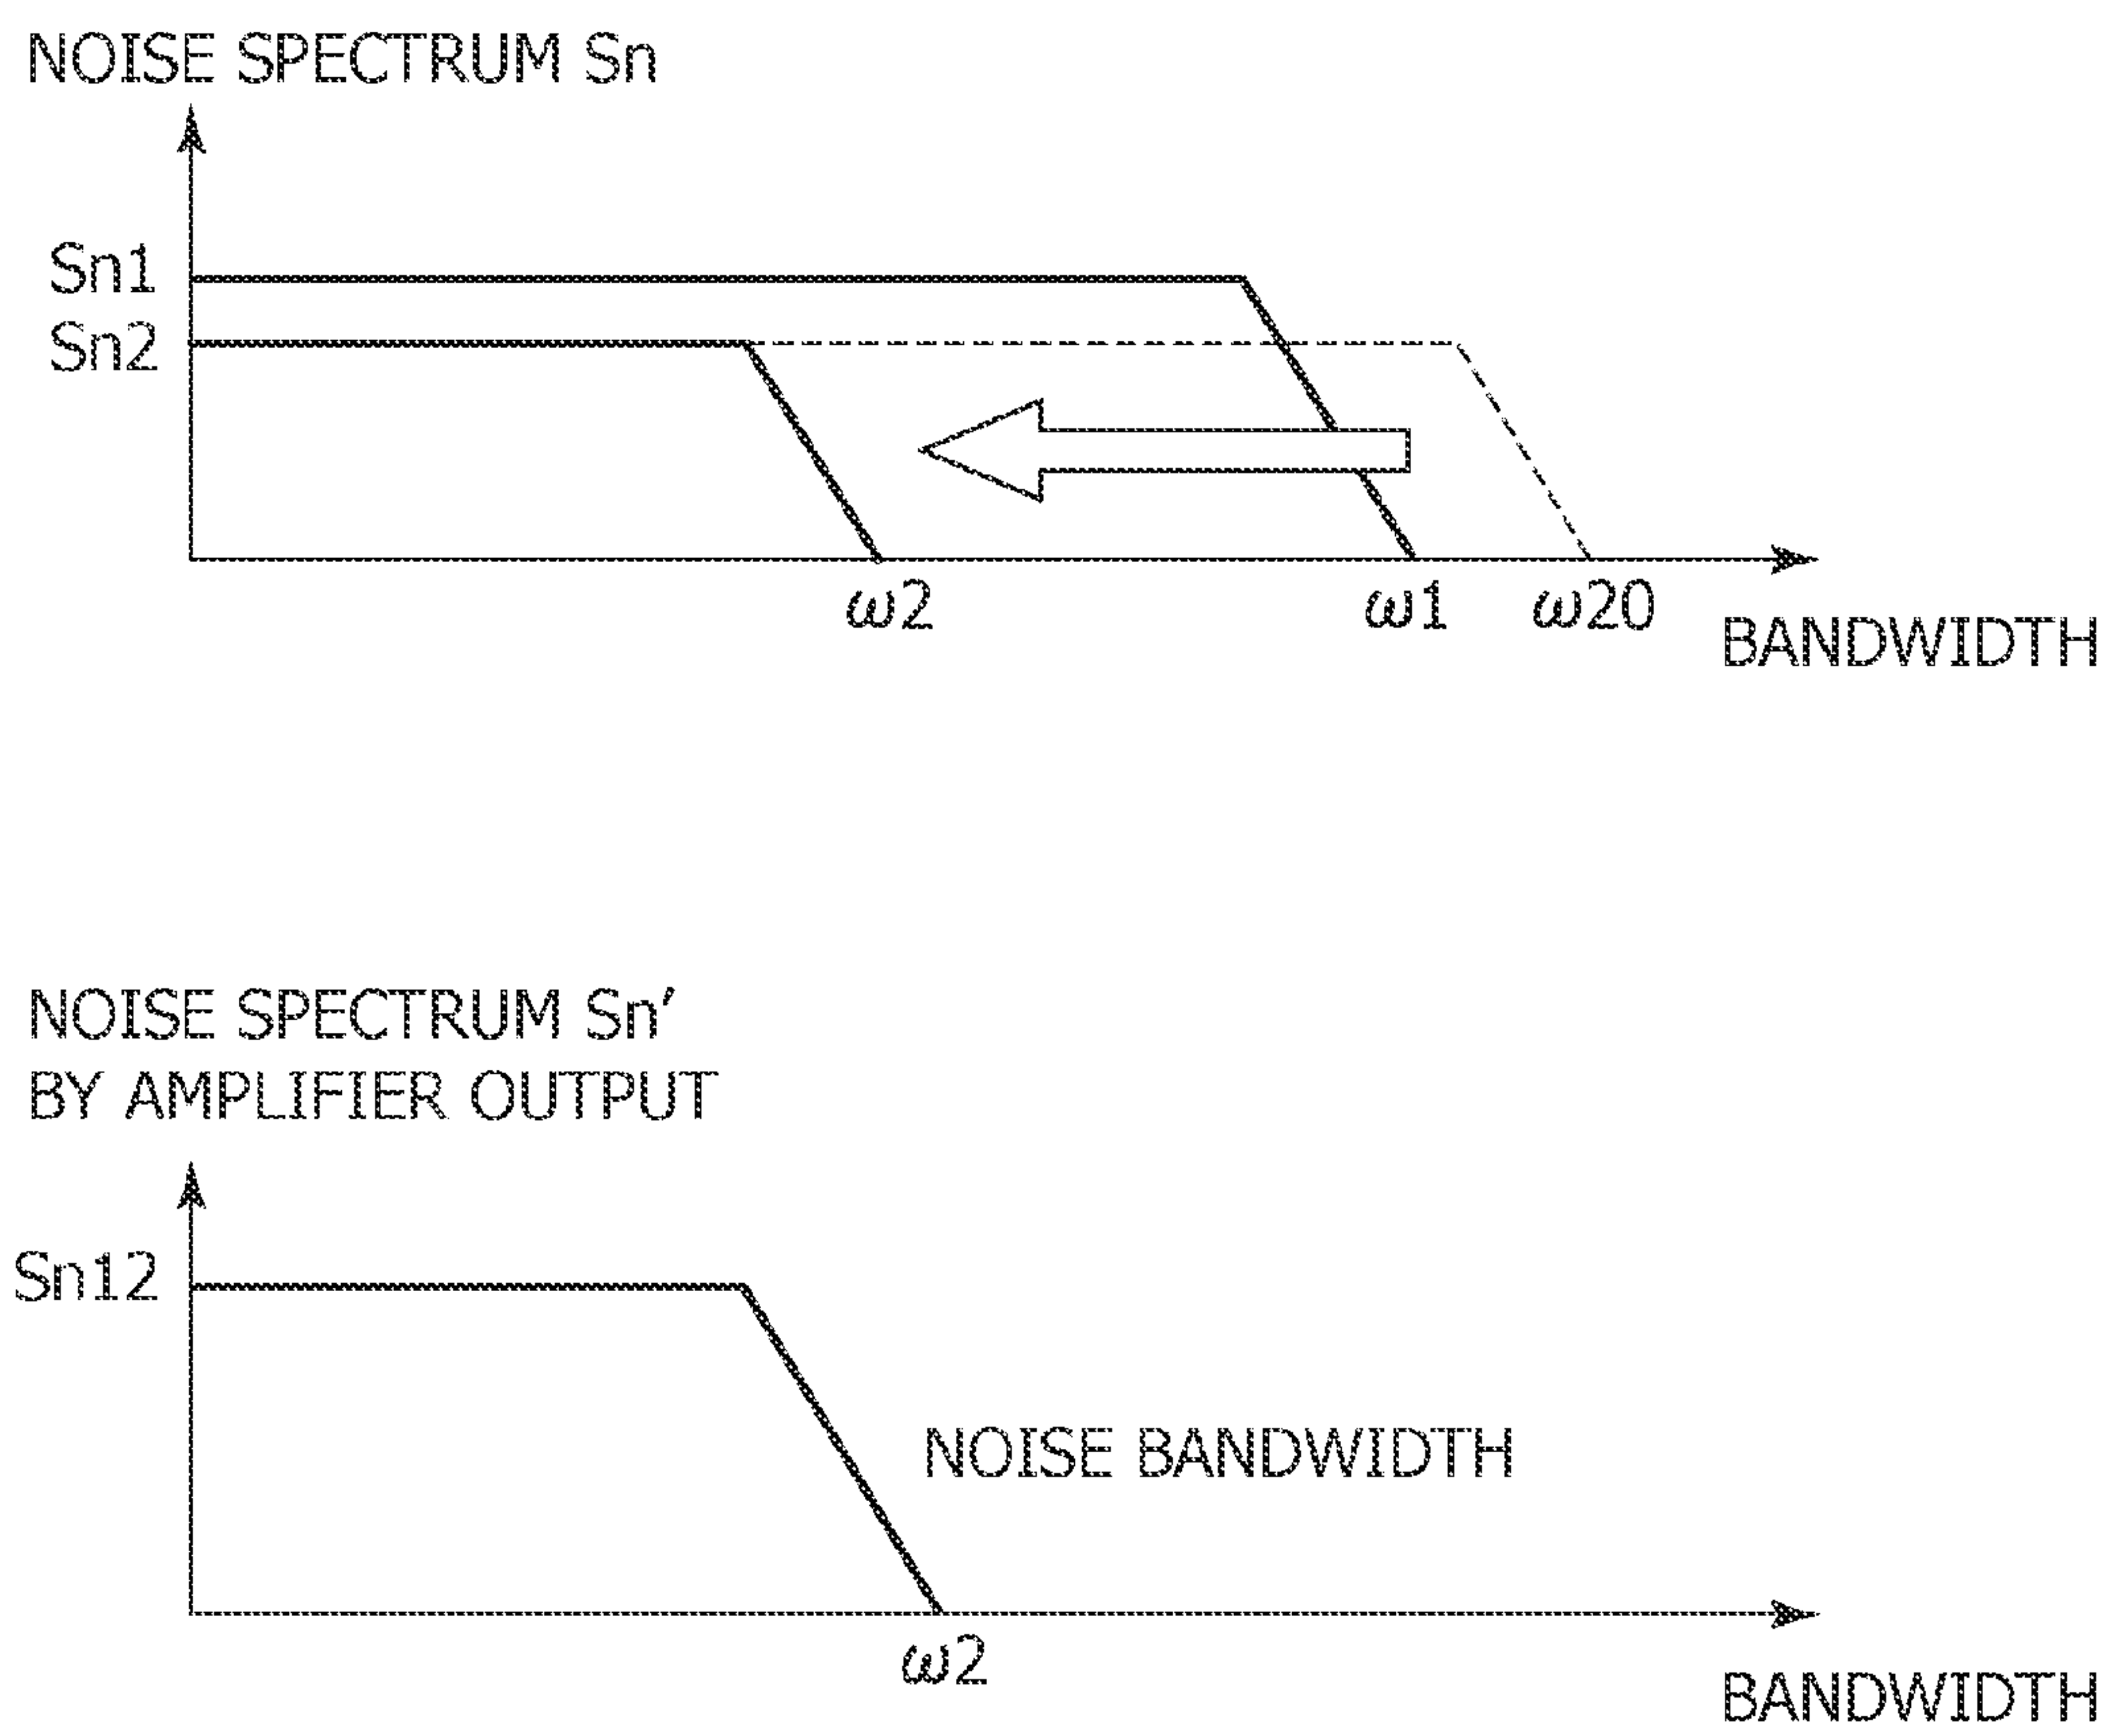 NOISE SPECTRUM Sn
Sn1
Sn2
ω2
ω1
ω20
BANDWIDTH
NOISE SPECTRUM Sn′
BY AMPLIFIER OUTPUT
Sn12
NOISE BANDWIDTH
ω2
BANDWIDTH